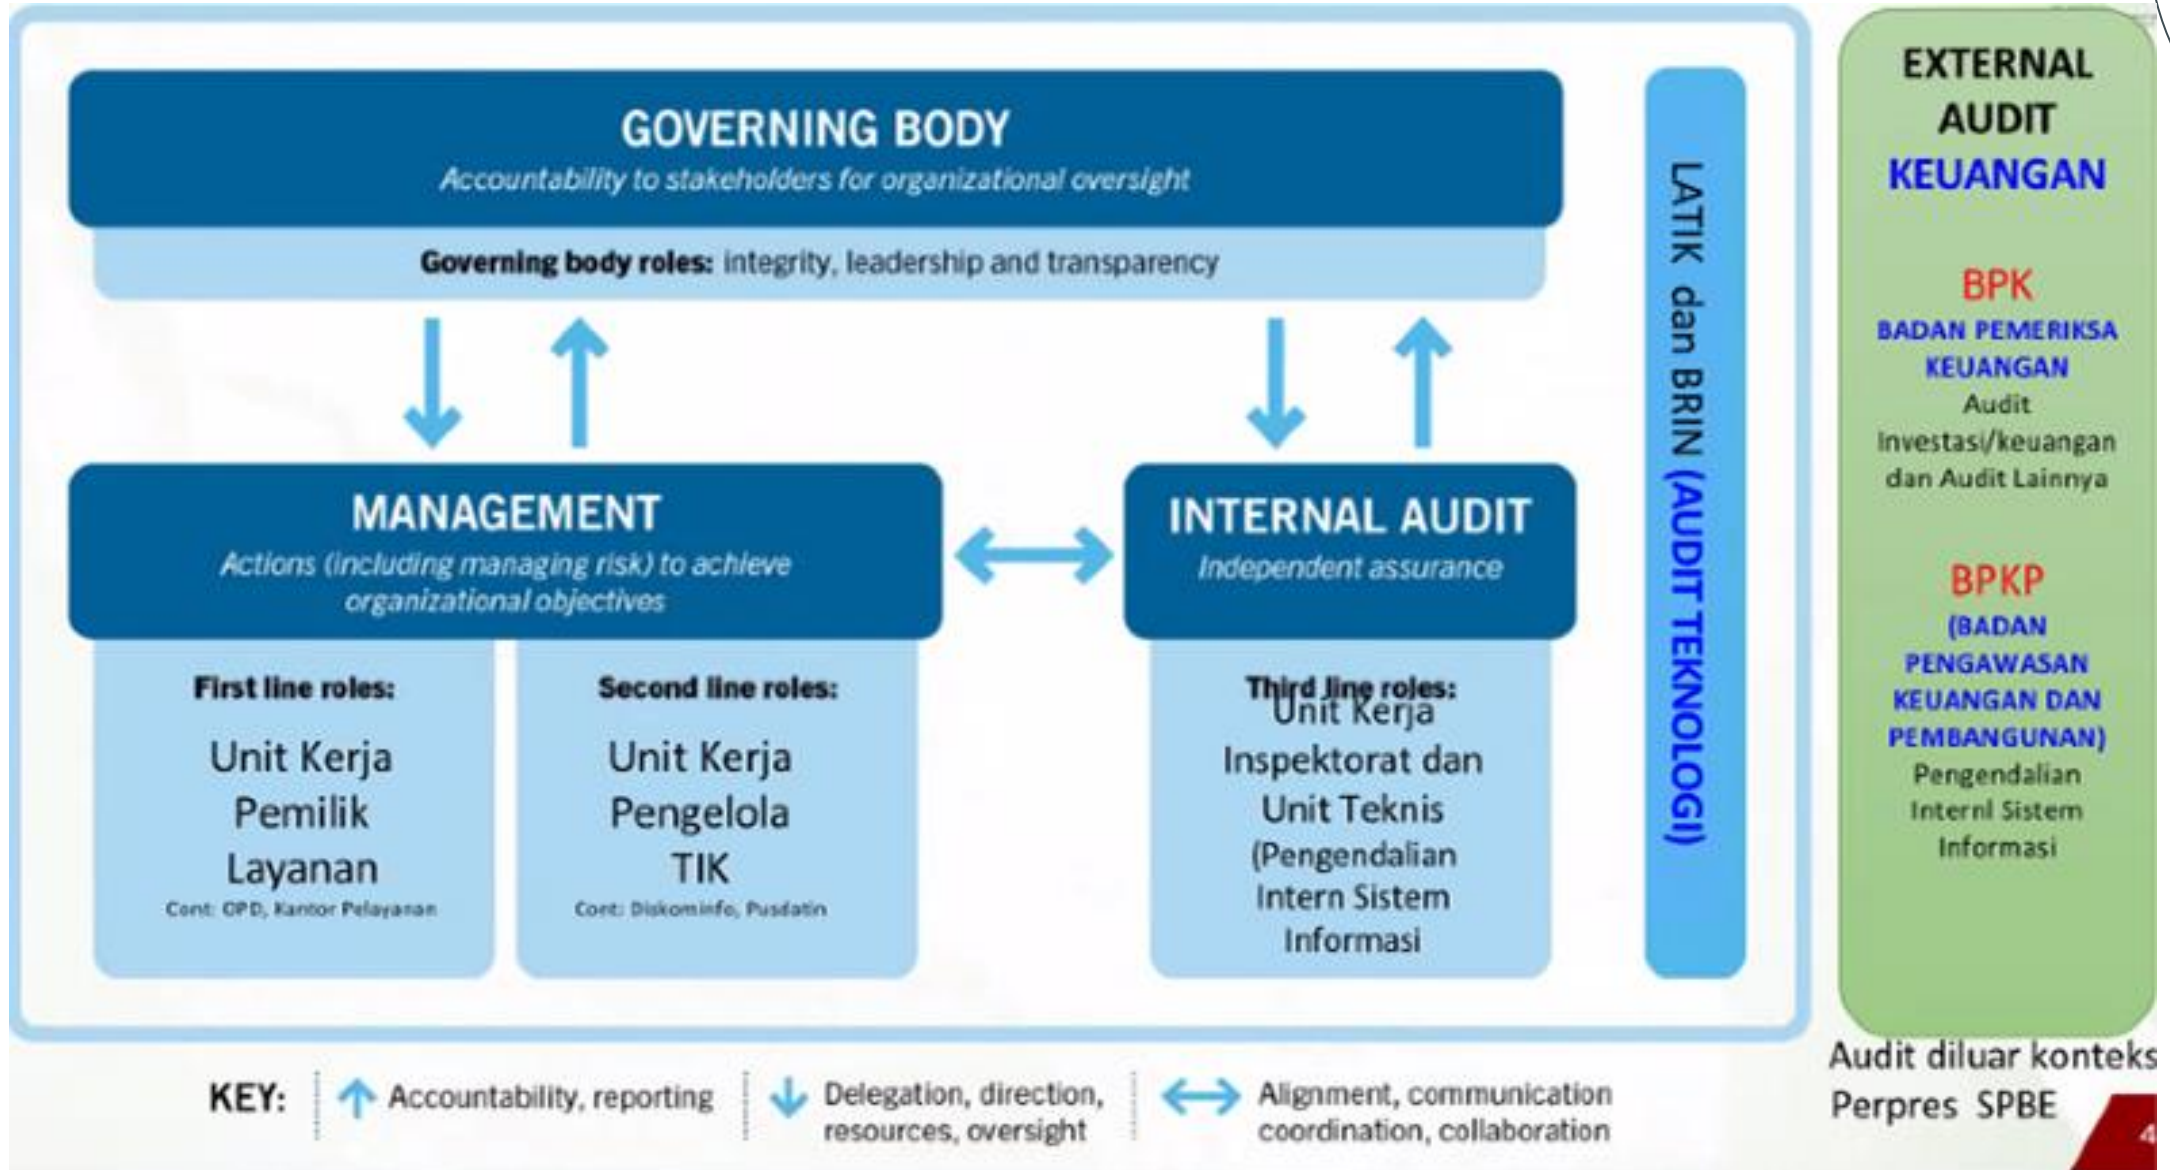 GOVERNING BODY
Accountability to stakeholders for organizational oversight
Governing body roles: integrity, leadership and transparency
MANAGEMENT
Actions (including managing risk) to achieve
organizational objectives
First line roles:
Unit Kerja
Pemilik
Layanan
Cont: OPD, Kantor Pelayanan
Second line roles:
Unit Kerja
Pengelola
TIK
Cont: Diskominfo, Pusdatin
INTERNAL AUDIT
Independent assurance
Third line roles:
Unit Kerja
Inspektorat dan
Unit Teknis
(Pengendalian
Intern Sistem
Informasi
LATIK dan BRIN (AUDIT TEKNOLOGI)
EXTERNAL
AUDIT
KEUANGAN
BPK
BADAN PEMERIKSA
KEUANGAN
Audit
Investasi/keuangan
dan Audit Lainnya
BPKP
(BADAN
PENGAWASAN
KEUANGAN DAN
PEMBANGUNAN)
Pengendalian
Internl Sistem
Informasi
Audit diluar konteks
Perpres SPBE
KEY:
Accountability, reporting
Delegation, direction,
resources, oversight
Alignment, communication
coordination, collaboration
4